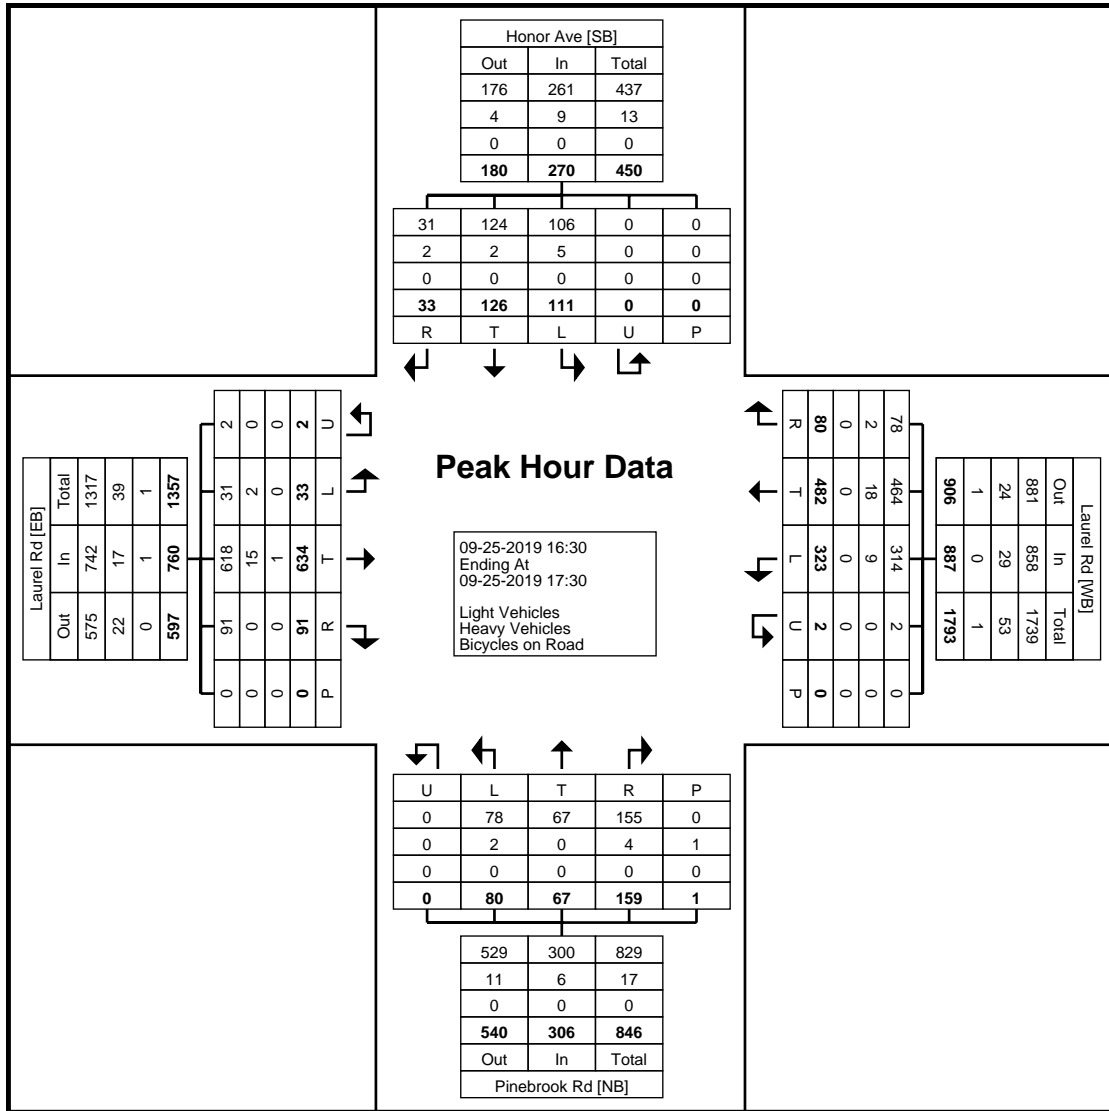 Honor Ave [SB]
Out In Total
176 261 437
4 9 13
0 0 0
180 270 450
31 124 106 0 0
2 2 5 0 0
0 0 0 0 0
33 126 111 0 0
R T L U P
Laurel Rd [EB]
Total In Out
1317 742 575
39 17 22
1 1 0
1357 760 597
2 31 618 91 0
0 2 15 0 0
0 0 1 0 0
2 33 634 91 0
U L T R P
Peak Hour Data
09-25-2019 16:30
Ending At
09-25-2019 17:30
Light Vehicles
Heavy Vehicles
Bicycles on Road
Laurel Rd [WB]
Out In Total
881 858 1739
24 29 53
1 0 1
906 887 1793
78 464 314 2 0
2 18 9 0 0
0 0 0 0 0
80 482 323 2 0
R T L U P
U L T R P
0 78 67 155 0
0 2 0 4 1
0 0 0 0 0
0 80 67 159 1
529 300 829
11 6 17
0 0 0
540 306 846
Out In Total
Pinebrook Rd [NB]